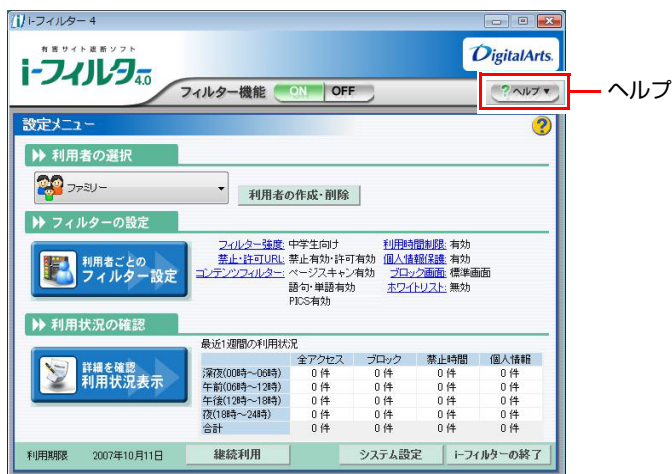 i-フィルター 4
有害サイト遮断ソフト
i-フィルター 4.0
DigitalArts.
フィルター機能 ON OFF
?ヘルプ▼
ヘルプ
設定メニュー
?
利用者の選択
ファミリー
利用者の作成・削除
フィルターの設定
利用者ごとの
フィルター設定
フィルター強度: 中学生向け 利用時間制限: 有効
禁止・許可URL: 禁止有効・許可有効 個人情報保護: 有効
コンテンツフィルター: ページスキャン有効 ブロック画面: 標準画面
語句・単語有効 ホワイトリスト: 無効
PICS有効
利用状況の確認
詳細を確認
利用状況表示
最近1週間の利用状況
全アクセス ブロック 禁止時間 個人情報
深夜(00時～06時) 0 件 0 件 0 件 0 件
午前(06時～12時) 0 件 0 件 0 件 0 件
午後(12時～18時) 0 件 0 件 0 件 0 件
夜(18時～24時) 0 件 0 件 0 件 0 件
合計 0 件 0 件 0 件 0 件
利用期限 2007年10月11日 継続利用 システム設定 i-フィルターの終了